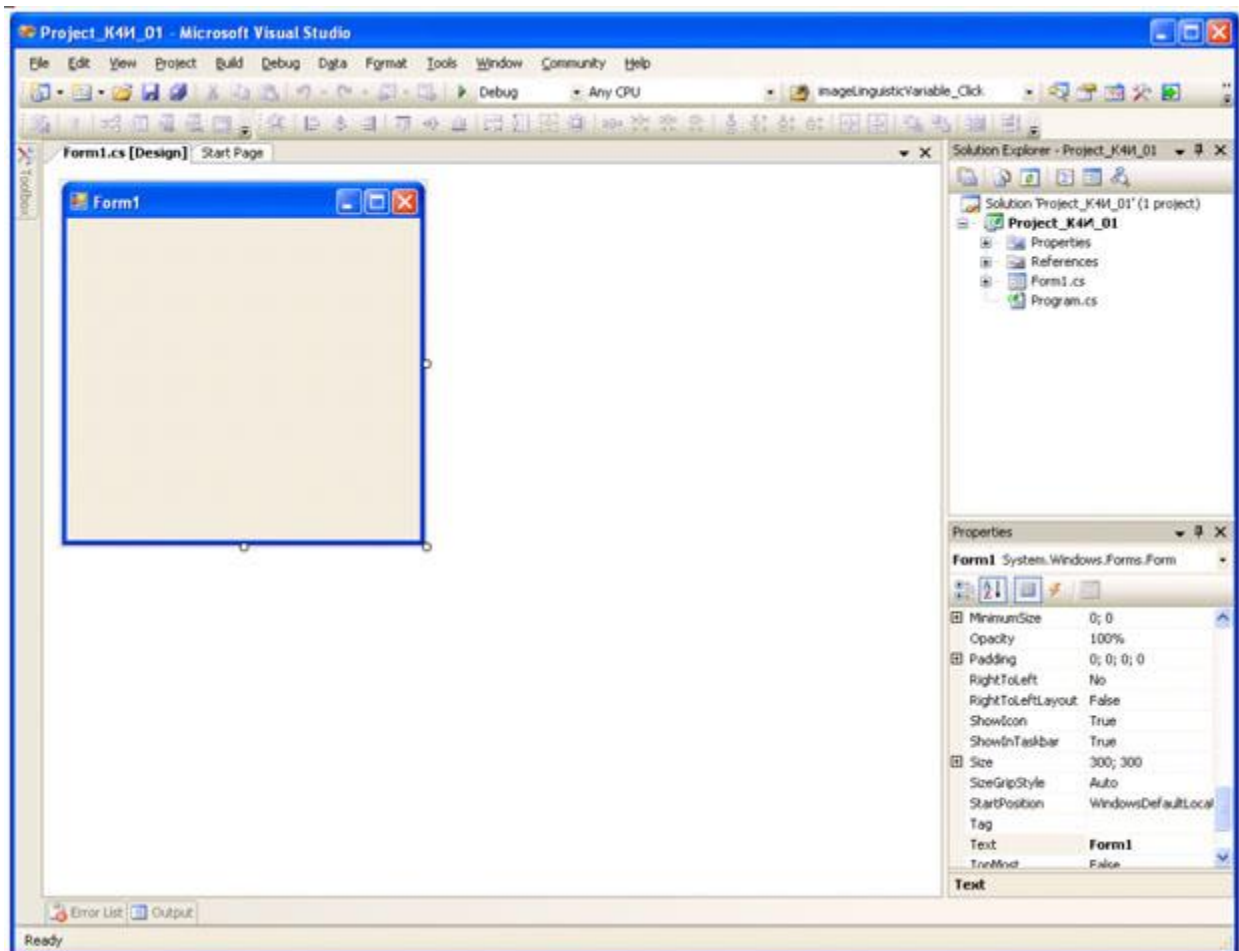 Project_К4И_01 - Microsoft Visual Studio
File Edit View Project Build Debug Data Format Tools Window Community Help
Debug Any CPU imageLinguisticVariable_Click
Form1.cs [Design] Start Page
Toolbox
Form1
Solution Explorer - Project_К4И_01
Solution 'Project_К4И_01' (1 project)
Project_К4И_01
Properties
References
Form1.cs
Program.cs
Properties
Form1 System.Windows.Forms.Form
MinimumSize 0; 0
Opacity 100%
Padding 0; 0; 0; 0
RightToLeft No
RightToLeftLayout False
ShowIcon True
ShowInTaskbar True
Size 300; 300
SizeGripStyle Auto
StartPosition WindowsDefaultLocat
Tag
Text Form1
TopMost False
Text
Error List Output
Ready